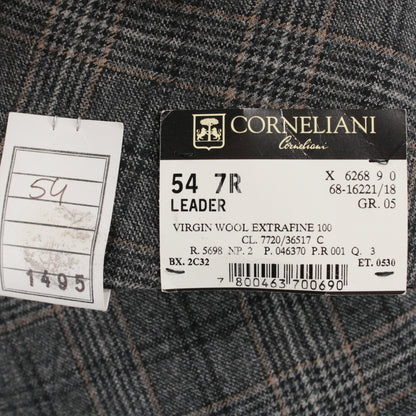 CORNELIANI
Corneliani
54 7R
LEADER
X 6268 9 0
68-16221/18
GR. 05
VIRGIN WOOL EXTRAFINE 100
CL. 7720/36517 C
R. 5698 NP. 2 P. 046370 P.R 001 Q. 3
BX. 2C32
ET. 0530
7 800463 700690
54
1495